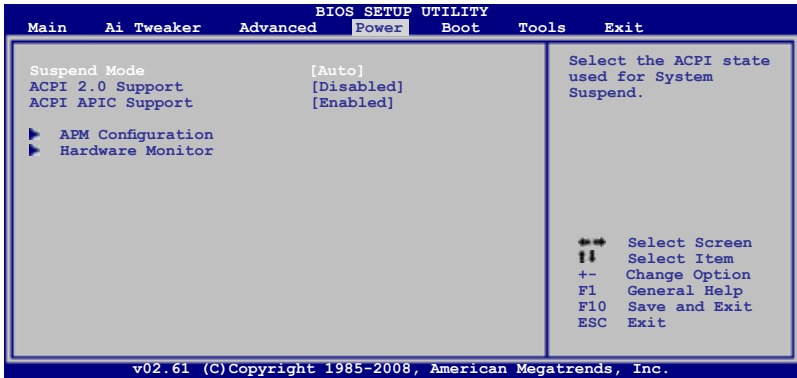 BIOS SETUP UTILITY
Main Ai Tweaker Advanced Power Boot Tools Exit
Suspend Mode [Auto]
ACPI 2.0 Support [Disabled]
ACPI APIC Support [Enabled]
APM Configuration
Hardware Monitor
Select the ACPI state
used for System
Suspend.
Select Screen
Select Item
+- Change Option
F1 General Help
F10 Save and Exit
ESC Exit
v02.61 (C)Copyright 1985-2008, American Megatrends, Inc.